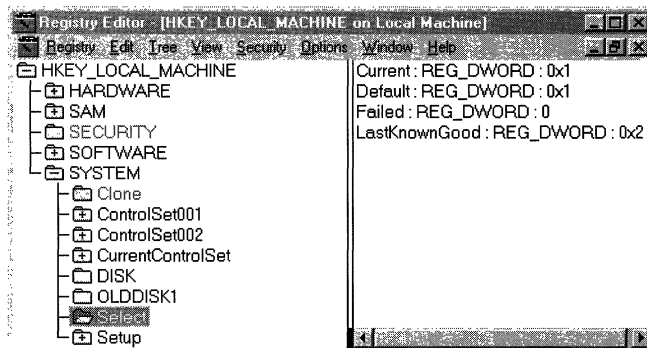 Registry Editor - [HKEY_LOCAL_MACHINE on Local Machine]
Registry Edit Tree View Security Options Window Help
HKEY_LOCAL_MACHINE
HARDWARE
SAM
SECURITY
SOFTWARE
SYSTEM
Clone
ControlSet001
ControlSet002
CurrentControlSet
DISK
OLDDISK1
Select
Setup
Current : REG_DWORD : 0x1
Default : REG_DWORD : 0x1
Failed : REG_DWORD : 0
LastKnownGood : REG_DWORD : 0x2